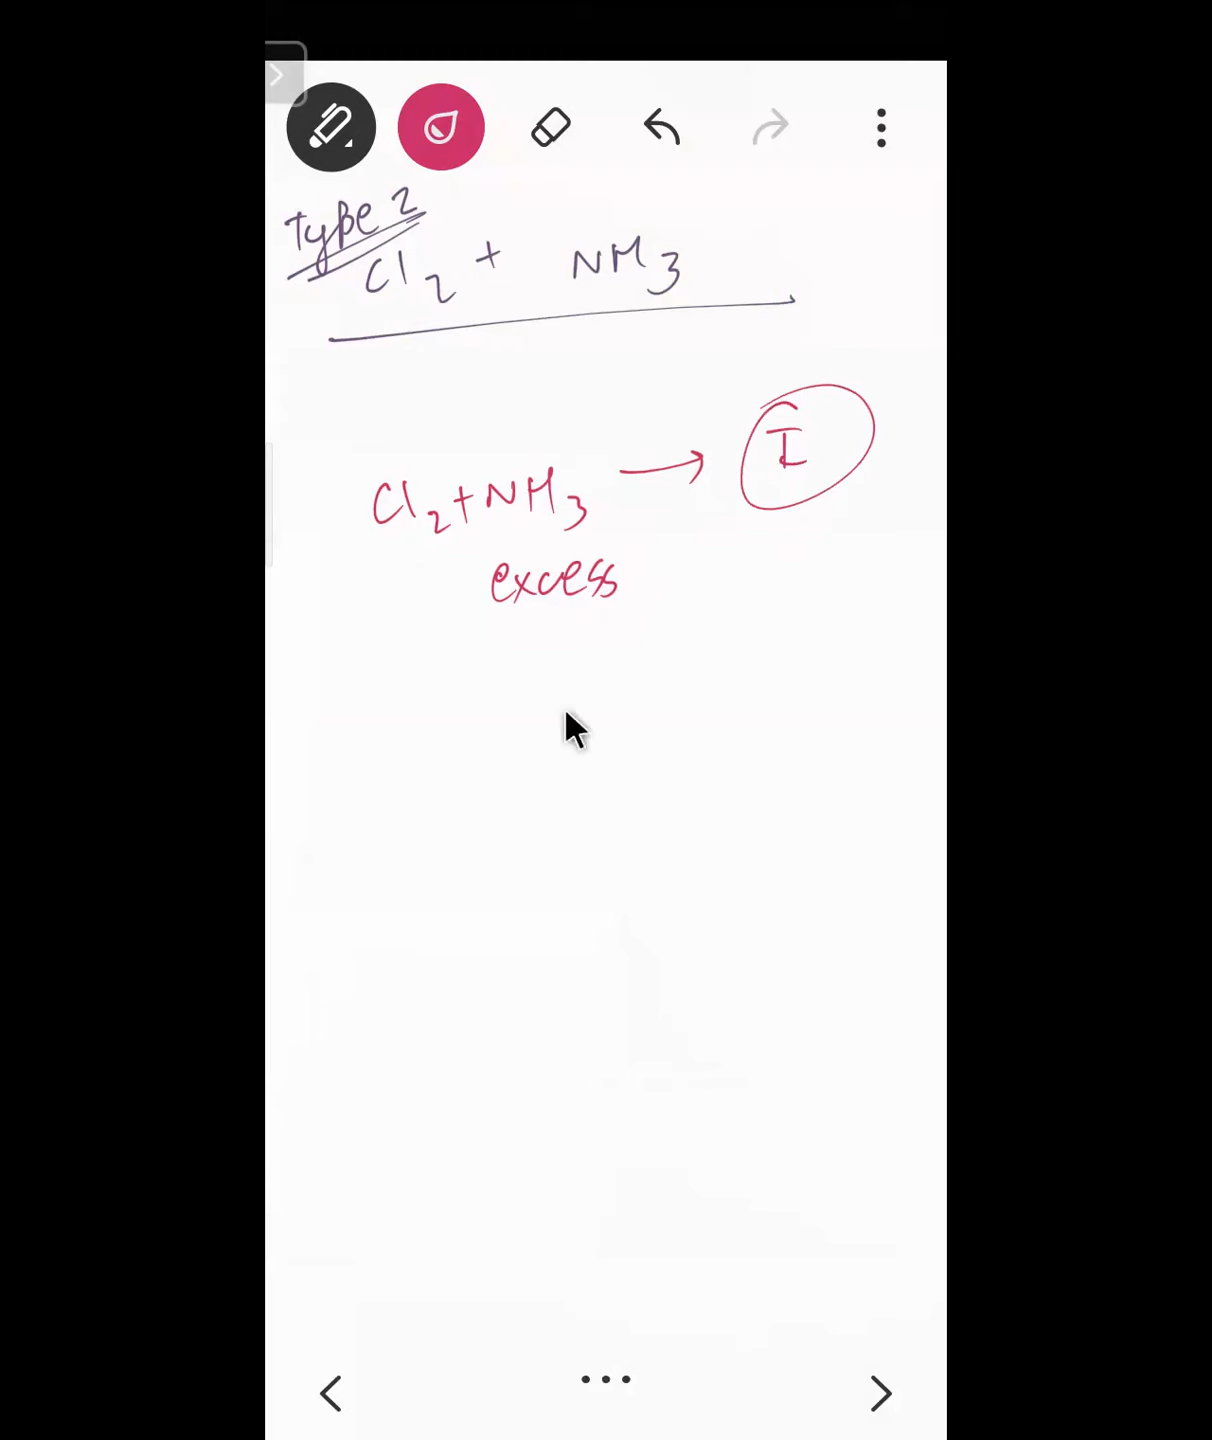 Type 2
Cl2 + NH3
Cl2 + NH3 → I
excess